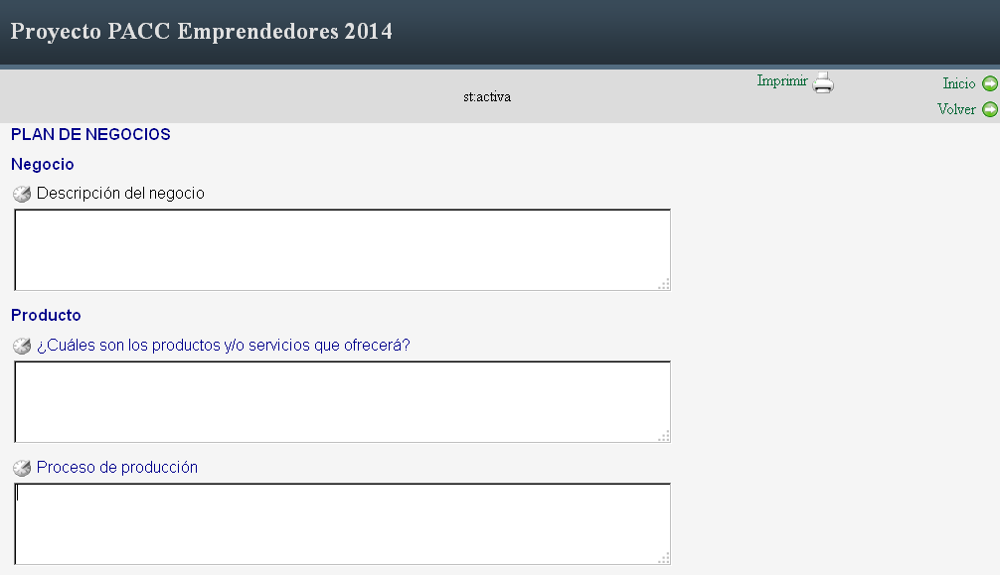 Proyecto PACC Emprendedores 2014
Imprimir
Inicio
st:activa
Volver
PLAN DE NEGOCIOS
Negocio
Descripción del negocio
Producto
¿Cuáles son los productos y/o servicios que ofrecerá?
Proceso de producción